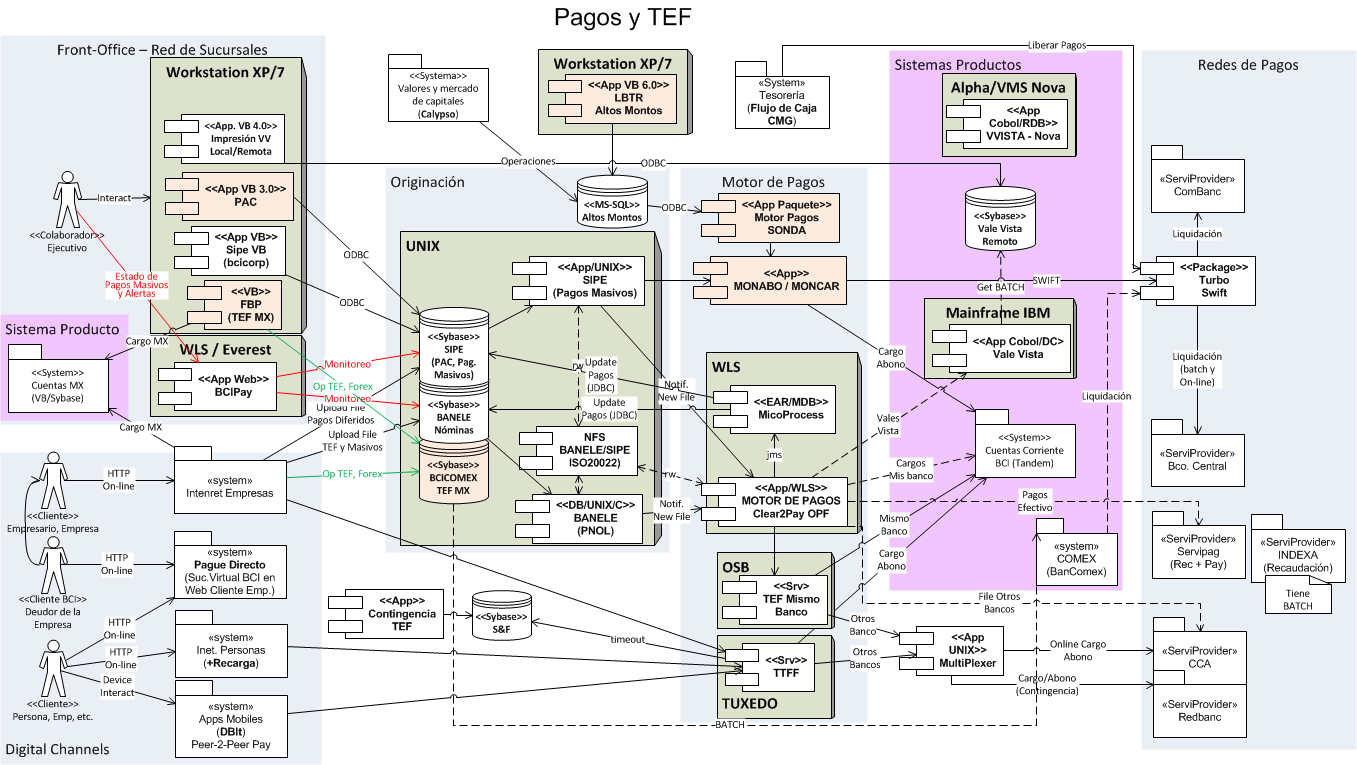 Pagos y TEF
Front-Office – Red de Sucursales
Workstation XP/7
<<App. VB 4.0>>
Impresión VV
Local/Remota
<<App VB 3.0>>
PAC
<<App VB>>
Sipe VB
(bcicorp)
<<VB>>
FBP
(TEF MX)
Interact
<<Colaborador>>
Ejecutivo
Estado de
Pagos Masivos
y Alertas
WLS / Everest
<<App Web>>
BCIPay
Sistema Producto
<<System>
Cuentas MX
(VB/Sybase)
Cargo MX
Cargo MX
<<Systema>>
Valores y mercado
de capitales
(Calypso)
Workstation XP/7
<<App VB 6.0>>
LBTR
Altos Montos
«System»
Tesorería
(Flujo de Caja
CMG)
Liberar Pagos
Operaciones
ODBC
ODBC
ODBC
ODBC
Originación
<<MS-SQL>>
Altos Montos
UNIX
<<App/UNIX>>
SIPE
(Pagos Masivos)
<<Sybase>>
SIPE
(PAC, Pag.
Masivos)
<<Sybase>>
BANELE
Nóminas
<<Sybase>>
BCICOMEX
TEF MX
NFS
BANELE/SIPE
ISO20022
<<DB/UNIX/C>>
BANELE
(PNOL)
Monitoreo
Op TEF, Forex
Monitoreo
Upload File
Pagos Diferidos
Upload File
TEF y Masivos
Op TEF, Forex
rw
Update
Pagos
(JDBC)
Update
Pagos (JDBC)
Notif.
New File
rw
Notif.
New File
Motor de Pagos
<<App Paquete>>
Motor Pagos
SONDA
<<App>>
MONABO / MONCAR
WLS
<<EAR/MDB>>
MicoProcess
jms
<<App/WLS>>
MOTOR DE PAGOS
Clear2Pay OPF
OSB
<<Srv>
TEF Mismo
Banco
<<Srv>>
TTFF
TUXEDO
Sistemas Productos
Alpha/VMS Nova
<<App
Cobol/RDB>>
VVISTA - Nova
<<Sybase>>
Vale Vista
Remoto
SWIFT
Get BATCH
Mainframe IBM
<<App Cobol/DC>
Vale Vista
Cargo
Abono
Vales
Vista
<<System>
Cuentas Corriente
BCI (Tandem)
Cargos
Mis banco
Mismo
Banco
Cargo
Abono
Pagos
Efectivo
<<system>
COMEX
(BanComex)
Liquidación
File Otros
Bancos
Otros
Banco
Otros
Bancos
<<App
UNIX>>
MultiPlexer
Online Cargo
Abono
Cargo/Abono
(Contingencia)
Redes de Pagos
«ServiProvider»
ComBanc
Liquidación
<<Package>>
Turbo
Swift
Liquidación
(batch y
On-line)
«ServiProvider»
Bco. Central
«ServiProvider»
Servipag
(Rec + Pay)
«ServiProvider»
INDEXA
(Recaudación)
Tiene
BATCH
«ServiProvider»
CCA
«ServiProvider»
Redbanc
<<App>>
Contingencia
TEF
<<Sybase>>
S&F
timeout
BATCH
<<Cliente>
Empresario, Empresa
HTTP
On-line
«system»
Intenret Empresas
<<Cliente BCI>>
Deudor de la
Empresa
HTTP
On-line
«system»
Pague Directo
(Suc.Virtual BCI en
Web Cliente Emp.)
HTTP
On-line
HTTP
On-line
Device
Interact
<<Cliente>
Persona, Emp, etc.
«system»
Inet. Personas
(+Recarga)
«system»
Apps Mobiles
(DBIt)
Peer-2-Peer Pay
Digital Channels